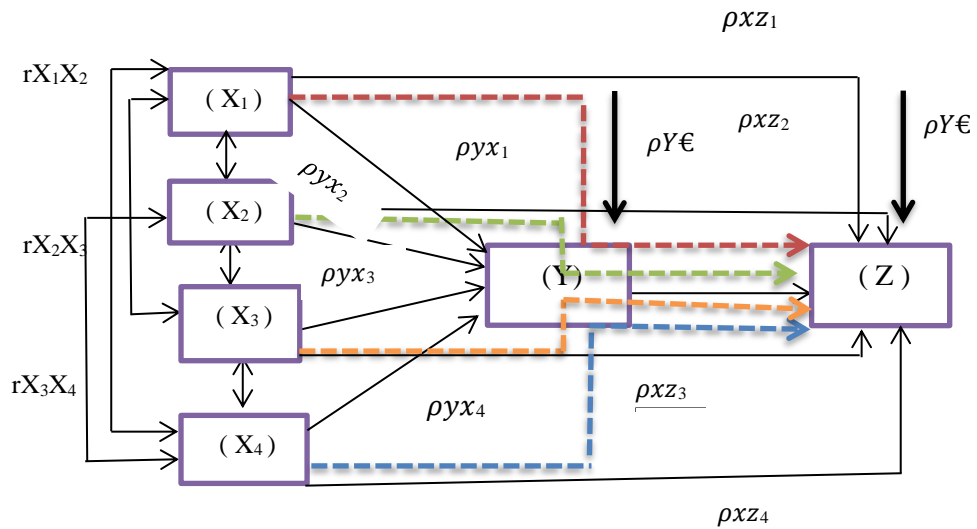 ρxz₁
rX₁X₂
(X₁)
ρxz₂
ρyx₁
ρY€
ρY€
ρyx₂
(X₂)
rX₂X₃
ρyx₃
(Y)
(Z)
(X₃)
rX₃X₄
ρyx₄
ρxz₃
(X₄)
ρxz₄